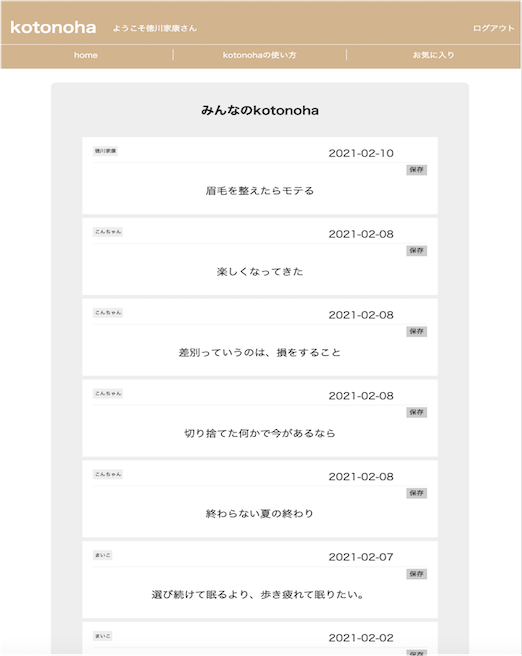 kotonoha ようこそ徳川家康さん ログアウト
home kotonohaの使い方 お気に入り
みんなのkotonoha
徳川家康 2021-02-10
保存
眉毛を整えたらモテる
こんちゃん 2021-02-08
保存
楽しくなってきた
こんちゃん 2021-02-08
保存
差別っていうのは、損をすること
こんちゃん 2021-02-08
保存
切り捨てた何かで今があるなら
こんちゃん 2021-02-08
保存
終わらない夏の終わり
まいこ 2021-02-07
保存
選び続けて眠るより、歩き疲れて眠りたい。
まいこ 2021-02-02
保存